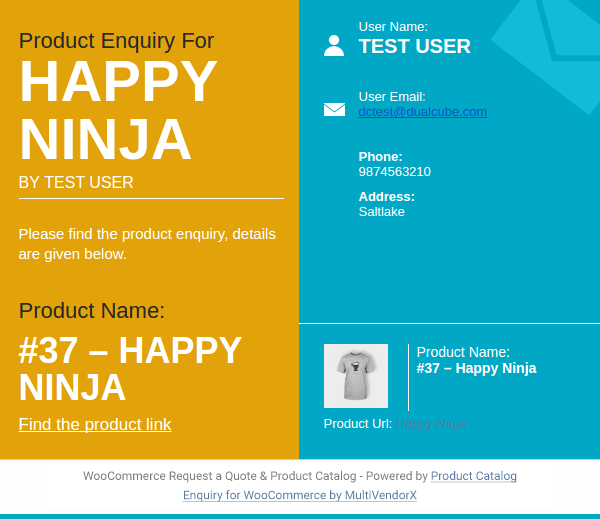 Product Enquiry For
HAPPY
NINJA
BY TEST USER
Please find the product enquiry, details
are given below.
Product Name:
#37 – HAPPY
NINJA
Find the product link
User Name:
TEST USER
User Email:
dctest@dualcube.com
Phone:
9874563210
Address:
Saltlake
Product Name:
#37 – Happy Ninja
Product Url: Happy Ninja
WooCommerce Request a Quote & Product Catalog - Powered by Product Catalog
Enquiry for WooCommerce by MultiVendorX